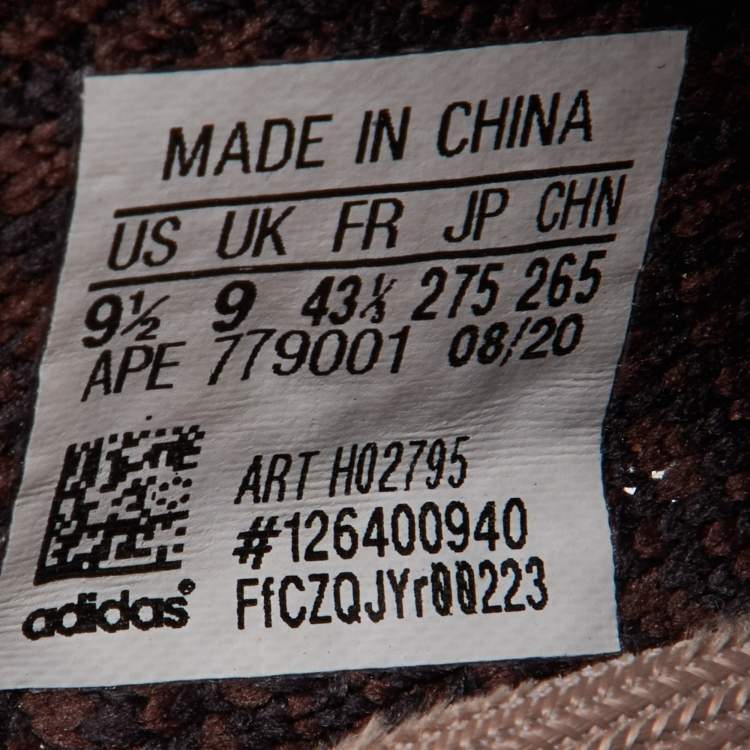 MADE IN CHINA
US UK FR JP CHN
9½ 9 43⅓ 275 265
APE 779001 08/20
ART H02795
#126400940
FfCZQJYr00223
adidas®